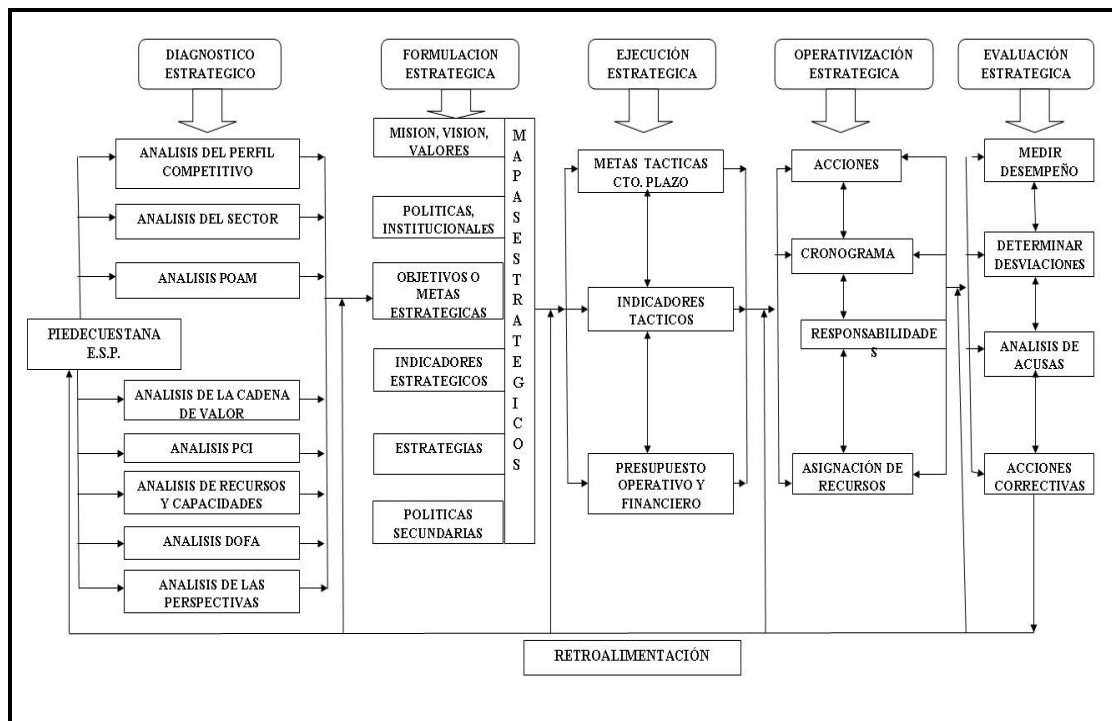 DIAGNOSTICO
ESTRATEGICO
FORMULACION
ESTRATEGICA
EJECUCIÓN
ESTRATEGICA
OPERATIVIZACIÓN
ESTRATEGICA
EVALUACIÓN
ESTRATEGICA
ANALISIS DEL PERFIL
COMPETITIVO
ANALISIS DEL SECTOR
ANALISIS POAM
PIEDECUESTANA
E.S.P.
ANALISIS DE LA CADENA
DE VALOR
ANALISIS PCI
ANALISIS DE RECURSOS
Y CAPACIDADES
ANALISIS DOFA
ANALISIS DE LAS
PERSPECTIVAS
MISION, VISION,
VALORES
POLITICAS,
INSTITUCIONALES
OBJETIVOS O
METAS
ESTRATEGICAS
INDICADORES
ESTRATEGICOS
ESTRATEGIAS
POLITICAS
SECUNDARIAS
M
A
P
A
S
E
S
T
R
A
T
E
G
I
C
O
S
METAS TACTICAS
CTO. PLAZO
INDICADORES
TACTICOS
PRESUPUESTO
OPERATIVO Y
FINANCIERO
ACCIONES
CRONOGRAMA
RESPONSABILIDADE
S
ASIGNACIÓN DE
RECURSOS
MEDIR
DESEMPEÑO
DETERMINAR
DESVIACIONES
ANALISIS DE
ACUSAS
ACCIONES
CORRECTIVAS
RETROALIMENTACIÓN